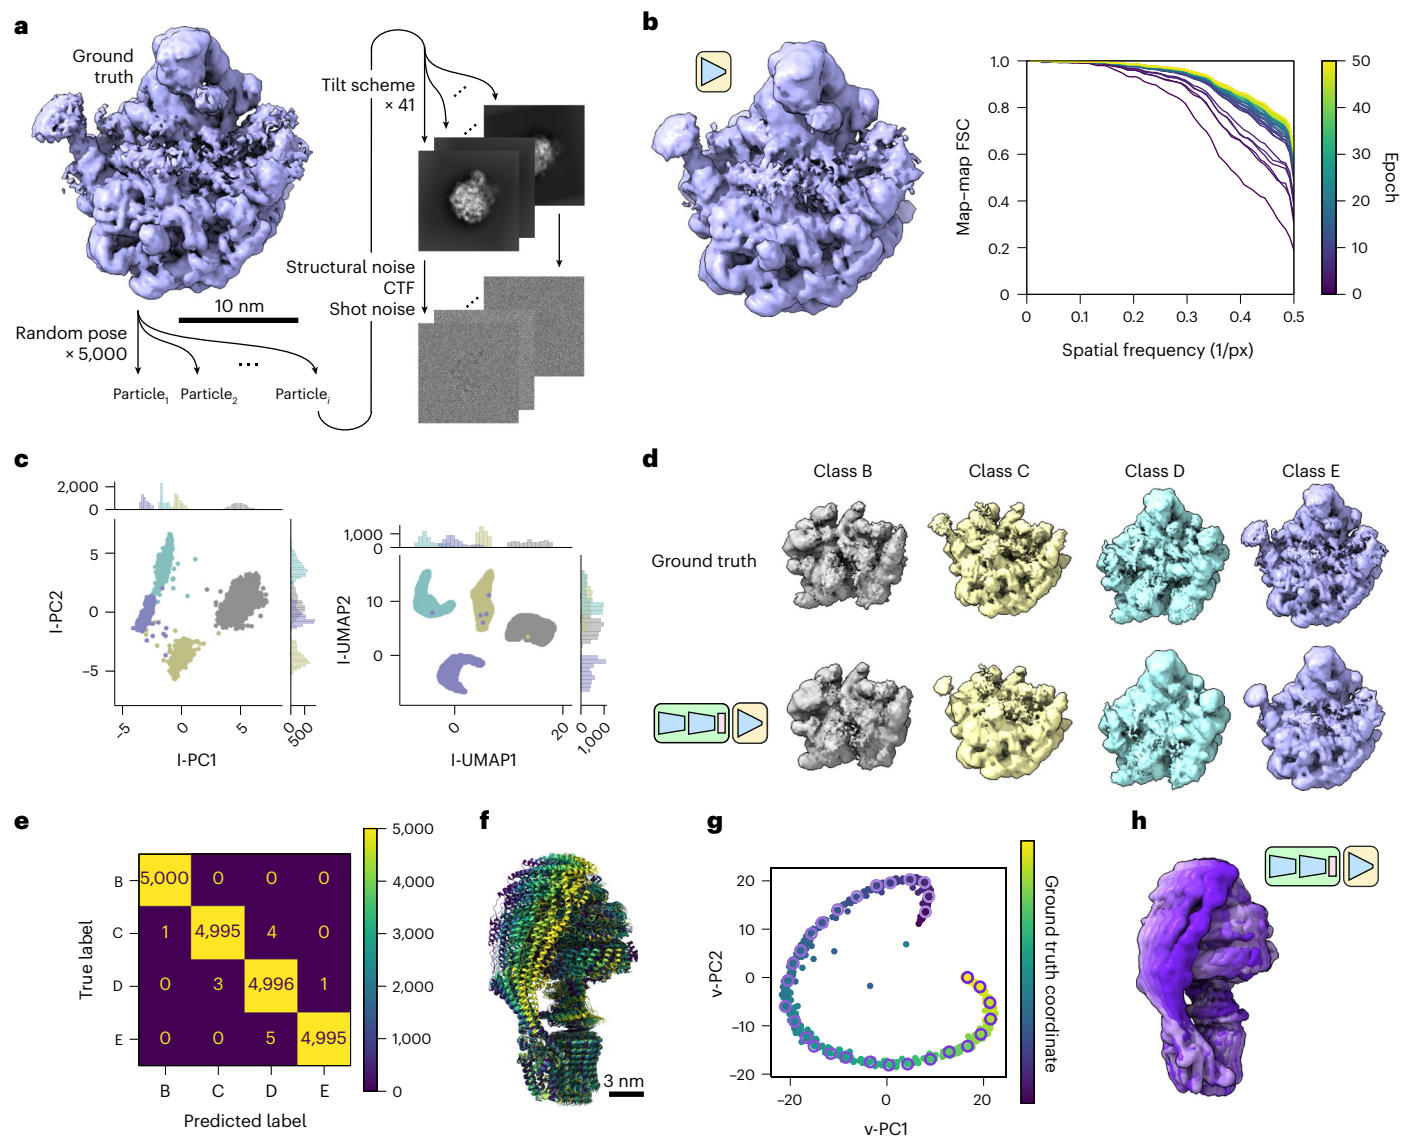 a
Ground
truth
Tilt scheme
× 41
10 nm
Structural noise
CTF
Shot noise
Random pose
× 5,000
Particle1 Particle2 ... Particlei
b
1.0
0.8
0.6
0.4
0.2
0
0 0.1 0.2 0.3 0.4 0.5
Map–map FSC
Spatial frequency (1/px)
50
40
30
20
10
0
Epoch
c
2,000
0
5
0
−5
l-PC2
−5 0 5
0 500
l-PC1
1,000
0
10
0
l-UMAP2
0 20
0 1,000
l-UMAP1
d
Class B Class C Class D Class E
Ground truth
e
B 5,000 0 0 0
C 1 4,995 4 0
D 0 3 4,996 1
E 0 0 5 4,995
B C D E
True label
Predicted label
5,000
4,000
3,000
2,000
1,000
0
f
3 nm
g
20
10
0
−10
−20
v-PC2
−20 0 20
v-PC1
Ground truth coordinate
h